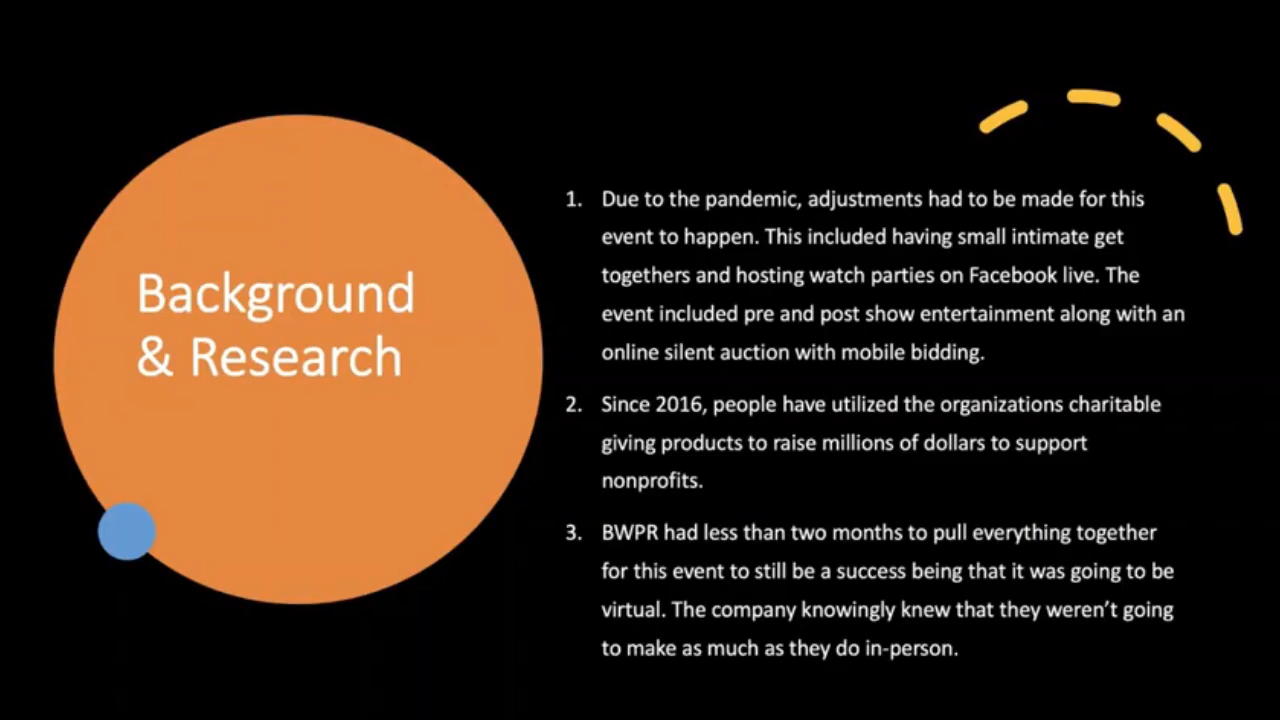 Background
& Research
1. Due to the pandemic, adjustments had to be made for this
event to happen. This included having small intimate get
togethers and hosting watch parties on Facebook live. The
event included pre and post show entertainment along with an
online silent auction with mobile bidding.
2. Since 2016, people have utilized the organizations charitable
giving products to raise millions of dollars to support
nonprofits.
3. BWPR had less than two months to pull everything together
for this event to still be a success being that it was going to be
virtual. The company knowingly knew that they weren’t going
to make as much as they do in-person.